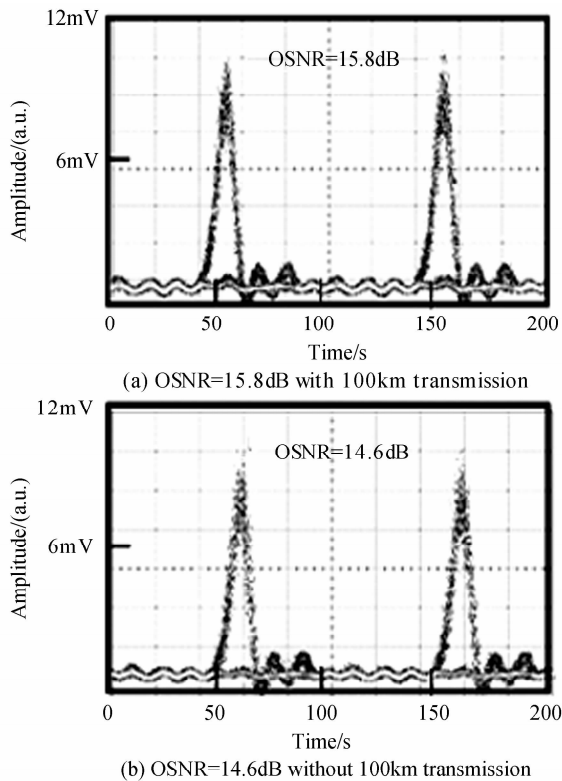 12mV
OSNR=15.8dB
6mV
Amplitude/(a.u.)
0 50 100 150 200
Time/s
(a) OSNR=15.8dB with 100km transmission
12mV
OSNR=14.6dB
6mV
Amplitude/(a.u.)
0 50 100 150 200
Time/s
(b) OSNR=14.6dB without 100km transmission